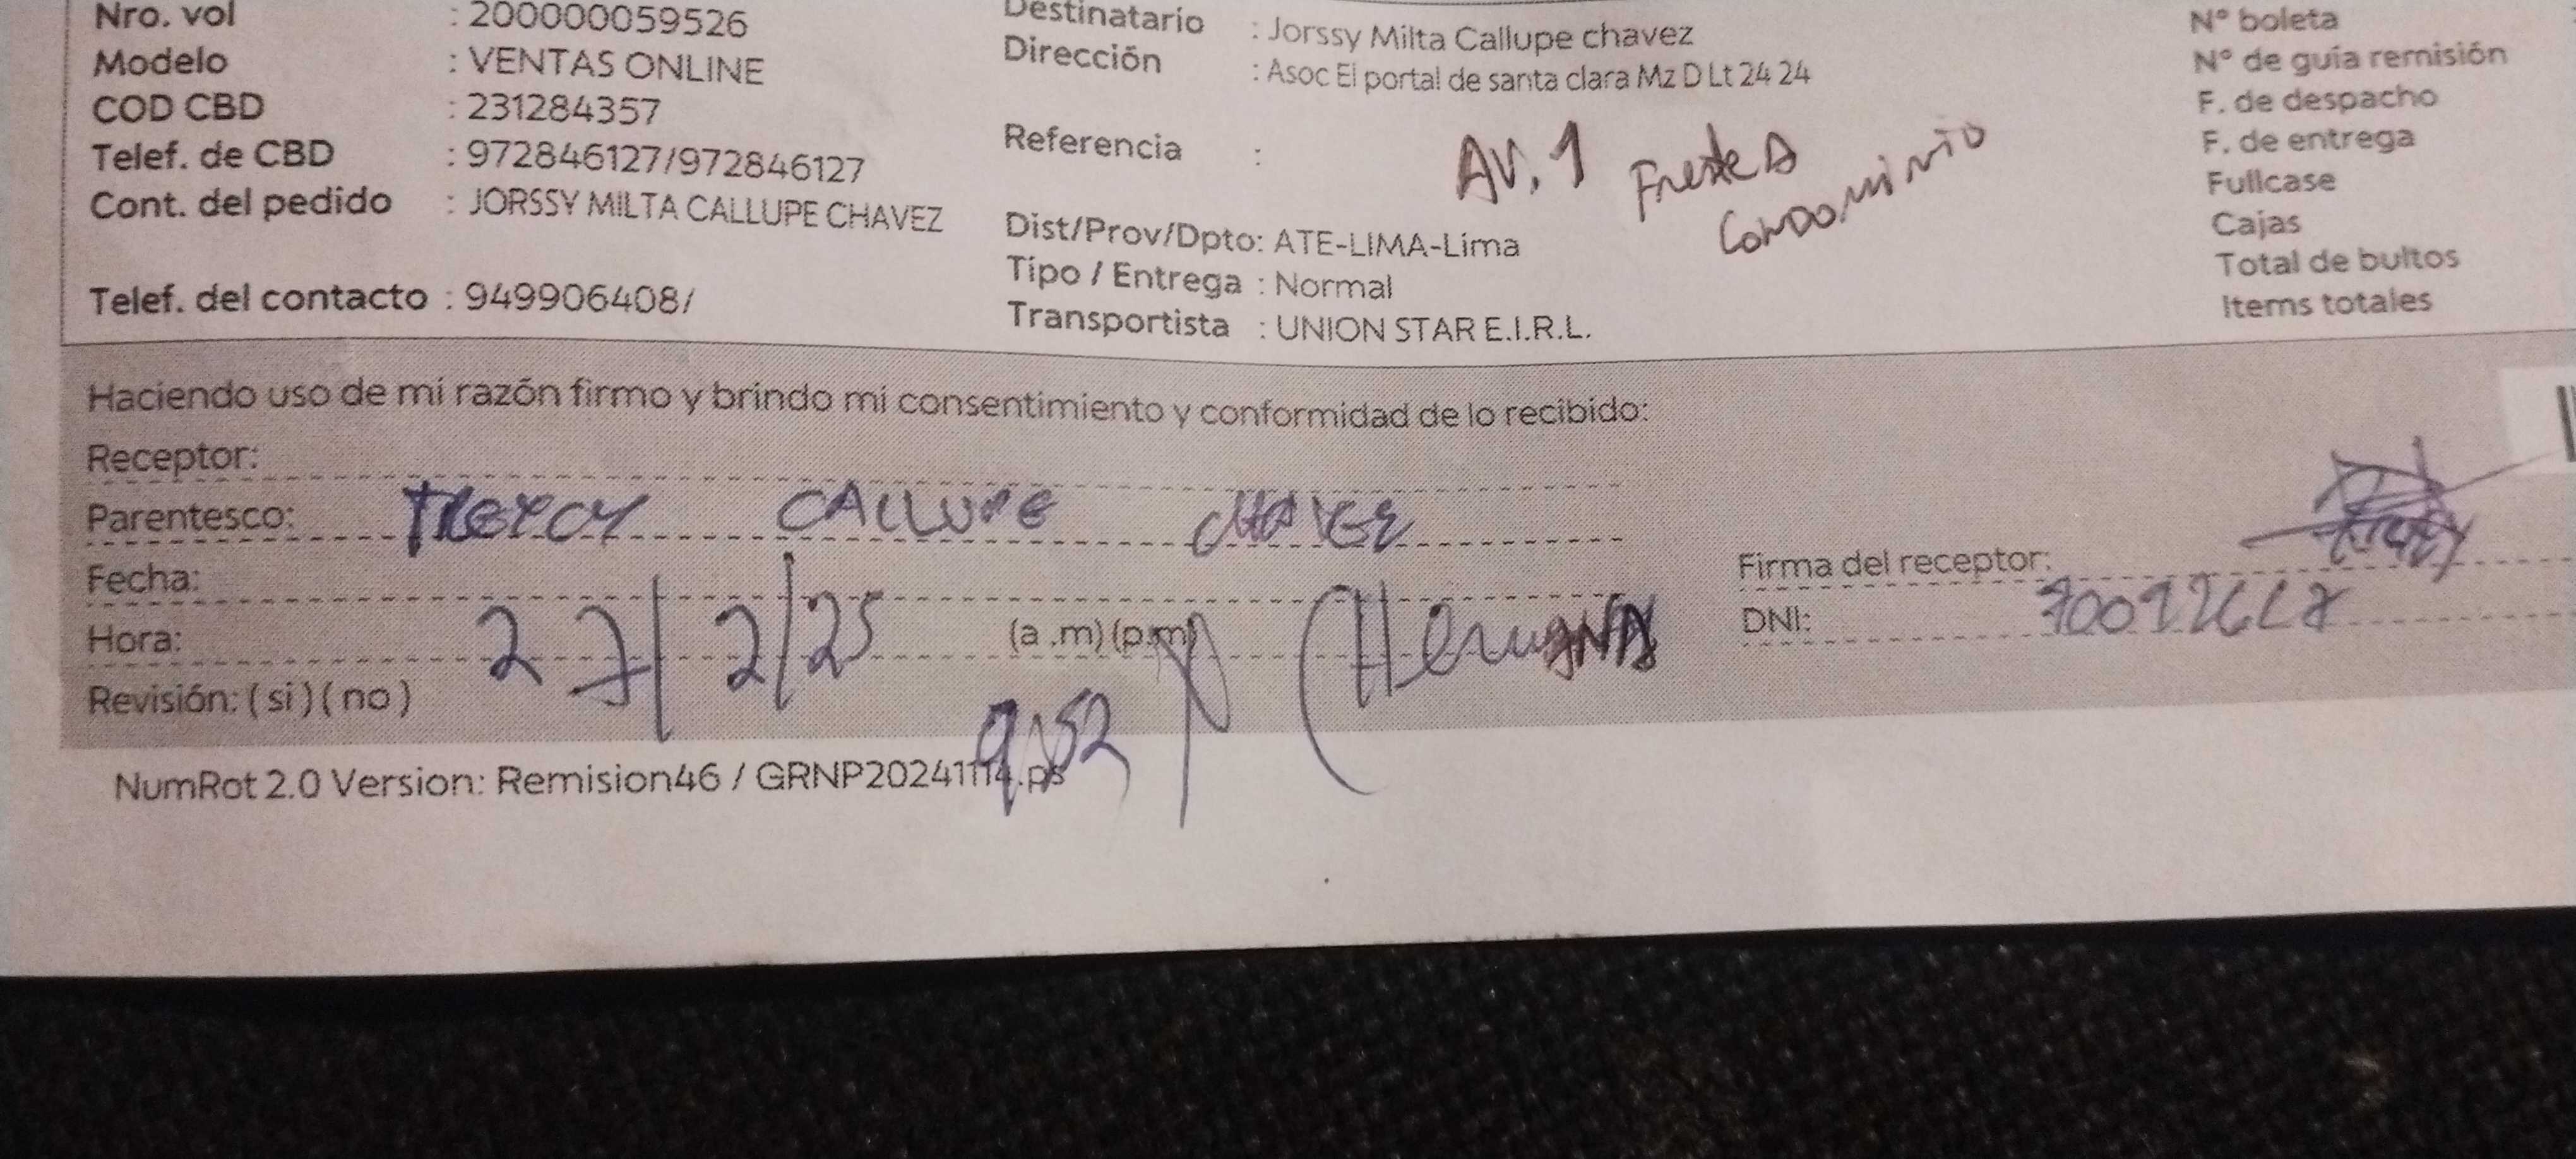 Nro. vol : 200000059526
Modelo : VENTAS ONLINE
COD CBD : 231284357
Telef. de CBD : 972846127/972846127
Cont. del pedido : JORSSY MILTA CALLUPE CHAVEZ
Telef. del contacto : 949906408/
Destinatario : Jorssy Milta Callupe chavez
Dirección : Asoc El portal de santa clara Mz D Lt 24 24
Referencia :
AV. 1 Frente A
Condominio
Dist/Prov/Dpto: ATE-LIMA-Lima
Tipo / Entrega : Normal
Transportista : UNION STAR E.I.R.L.
N° boleta
N° de guía remisión
F. de despacho
F. de entrega
Fullcase
Cajas
Total de bultos
Items totales
Haciendo uso de mi razón firmo y brindo mi consentimiento y conformidad de lo recibido:
Receptor:
Parentesco: CALLUPE
Fecha:
27/2/25
Hora: (a .m) (p.m)
(Hermana
Revisión: ( si ) ( no )
Firma del receptor:
DNI:
NumRot 2.0 Version: Remision46 / GRNP20241114.ps